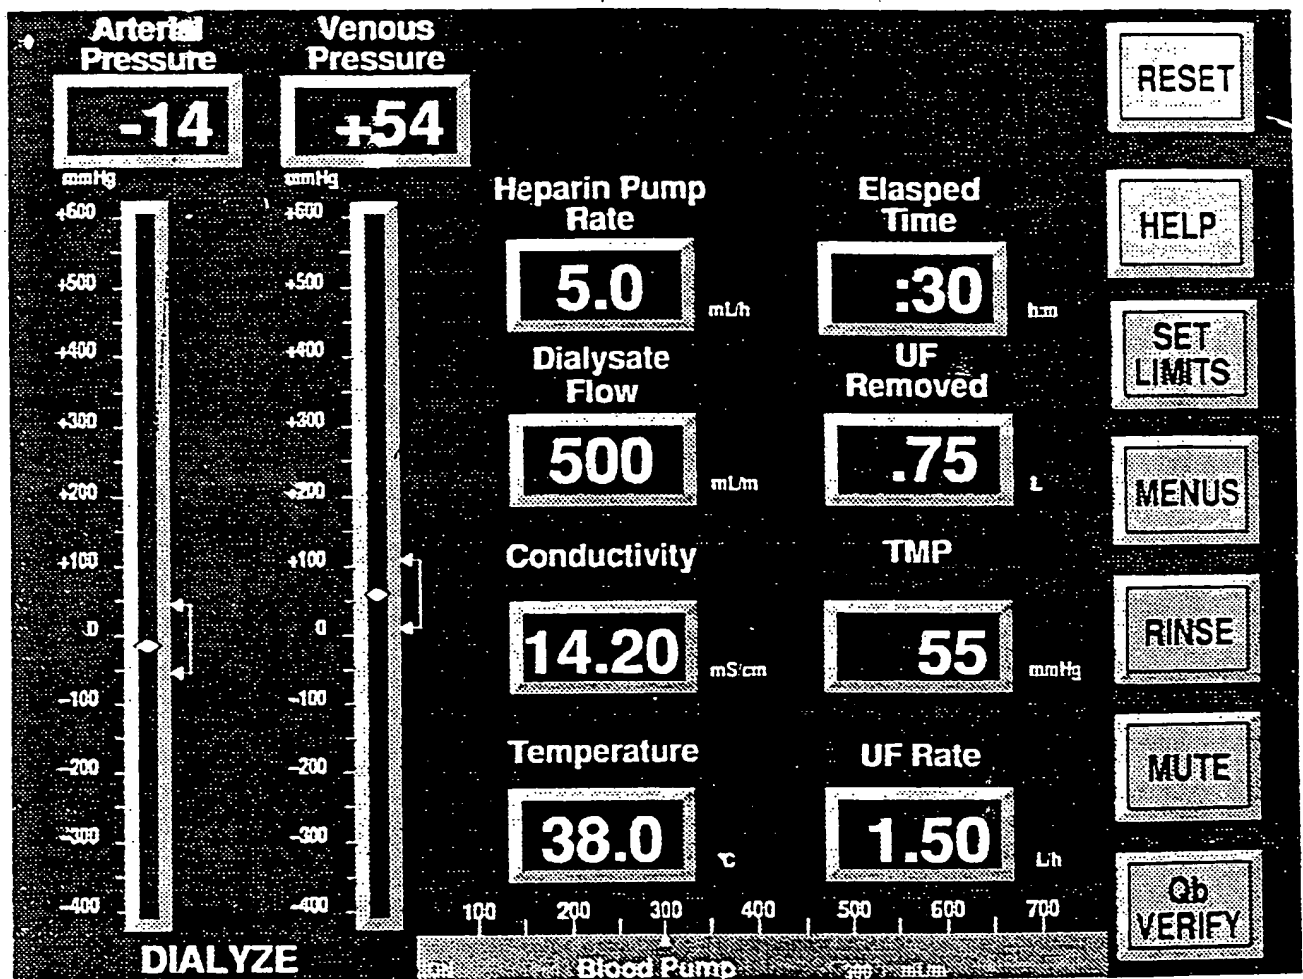 Arterial
Pressure
-14
mmHg
+600
+500
+400
+300
+200
+100
0
-100
-200
-300
-400
Venous
Pressure
+54
mmHg
+600
+500
+400
+300
+200
+100
0
-100
-200
-300
-400
DIALYZE
Heparin Pump
Rate
5.0 mL/h
Dialysate
Flow
500 mL/m
Conductivity
14.20 mS/cm
Temperature
38.0 °C
Elasped
Time
:30 h:m
UF
Removed
.75 L
TMP
55 mmHg
UF Rate
1.50 L/h
100 200 300 400 500 600 700
ON Blood Pump 300 mL/m
RESET
HELP
SET
LIMITS
MENUS
RINSE
MUTE
Qb
VERIFY